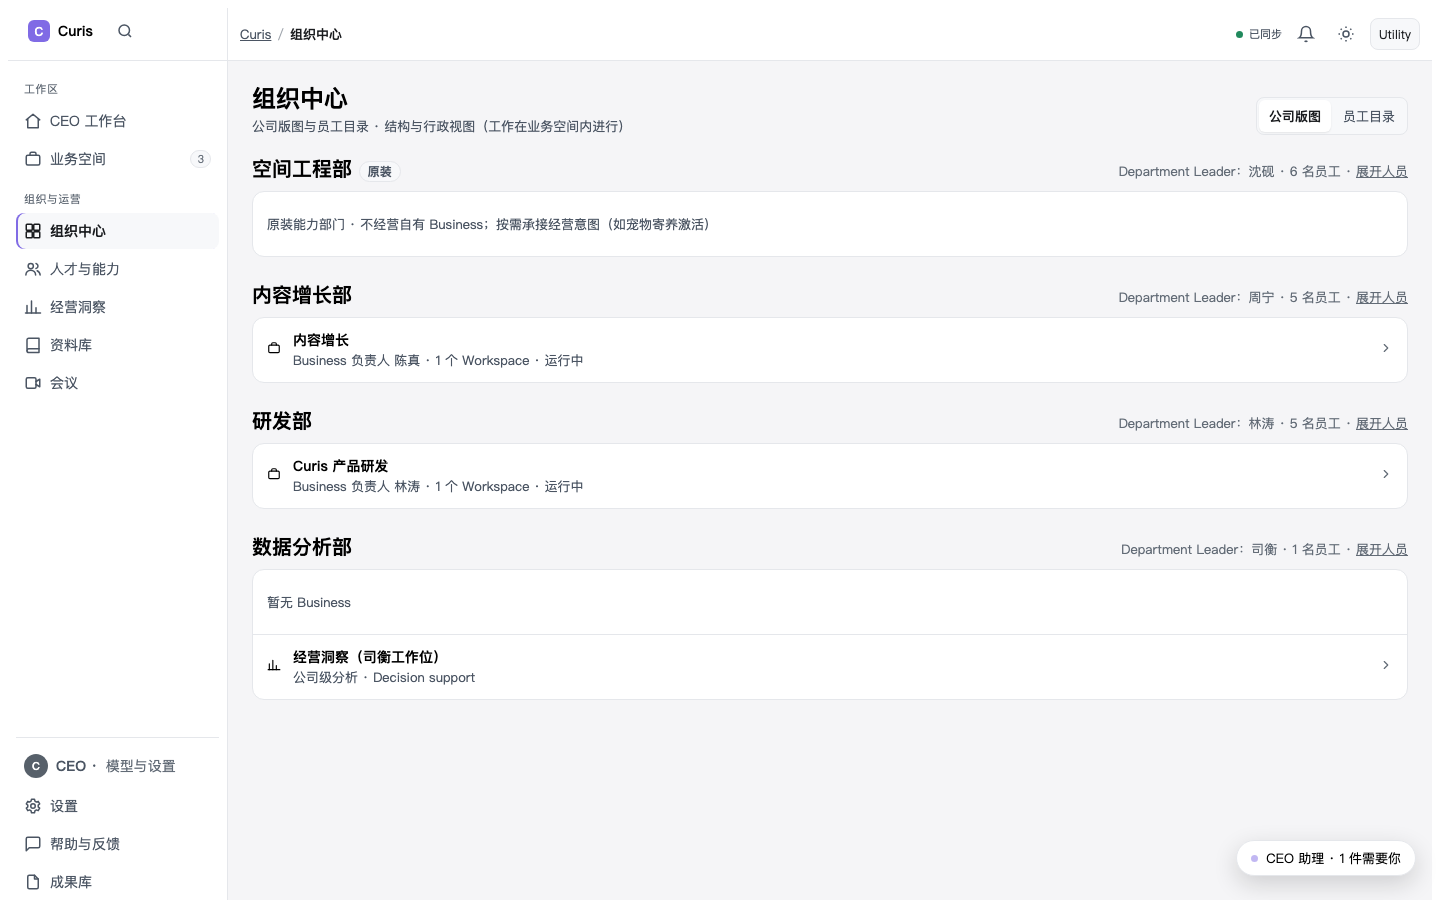 C Curis
工作区
CEO 工作台
业务空间 3
组织与运营
组织中心
人才与能力
经营洞察
资料库
会议
C CEO · 模型与设置
设置
帮助与反馈
成果库
Curis / 组织中心
已同步
Utility
组织中心
公司版图与员工目录 · 结构与行政视图（工作在业务空间内进行）
公司版图 员工目录
空间工程部 原装
Department Leader：沈砚 · 6 名员工 · 展开人员
原装能力部门 · 不经营自有 Business；按需承接经营意图（如宠物寄养激活）
内容增长部
Department Leader：周宁 · 5 名员工 · 展开人员
内容增长
Business 负责人 陈真 · 1 个 Workspace · 运行中
研发部
Department Leader：林涛 · 5 名员工 · 展开人员
Curis 产品研发
Business 负责人 林涛 · 1 个 Workspace · 运行中
数据分析部
Department Leader：司衡 · 1 名员工 · 展开人员
暂无 Business
经营洞察（司衡工作位）
公司级分析 · Decision support
CEO 助理 · 1 件需要你